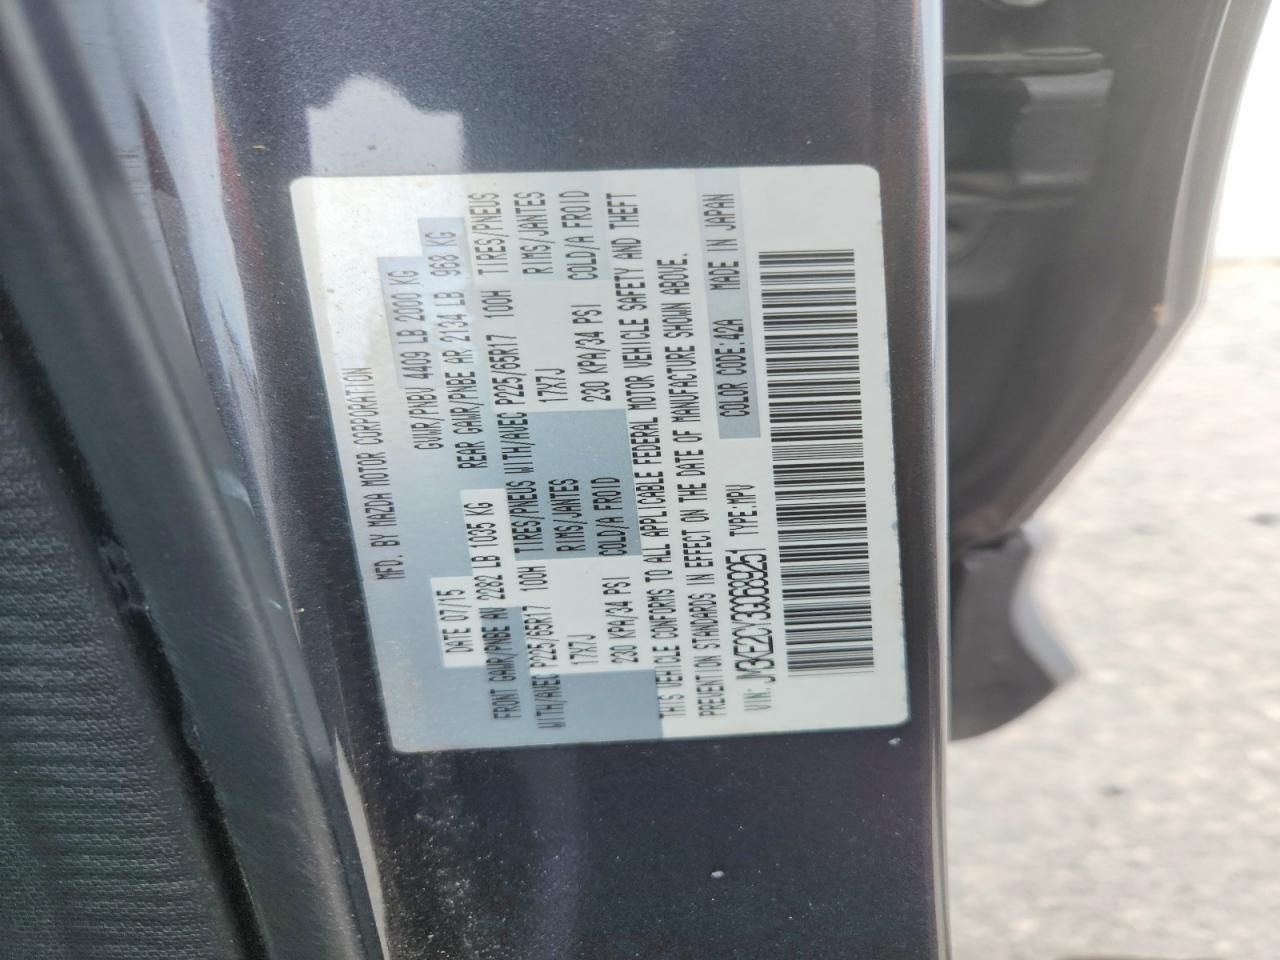 MFD. BY MAZDA MOTOR CORPORATION
DATE 07/15 GVWR/PNBV 4409 LB 2000 KG
FRONT GAWR/PNBE AV 2282 LB 1035 KG REAR GAWR/PNBE AR 2134 LB 968 KG
WITH/AVEC P225/65R17 100H TIRES/PNEUS WITH/AVEC P225/65R17 100H TIRES/PNEUS
17X7J RIMS/JANTES 17X7J RIMS/JANTES
230 KPA/34 PSI COLD/A FROID 230 KPA/34 PSI COLD/A FROID
THIS VEHICLE CONFORMS TO ALL APPLICABLE FEDERAL MOTOR VEHICLE SAFETY AND THEFT
PREVENTION STANDARDS IN EFFECT ON THE DATE OF MANUFACTURE SHOWN ABOVE.
VIN: JM3KE2CY3G0689251 TYPE:MPV COLOR CODE:42A MADE IN JAPAN